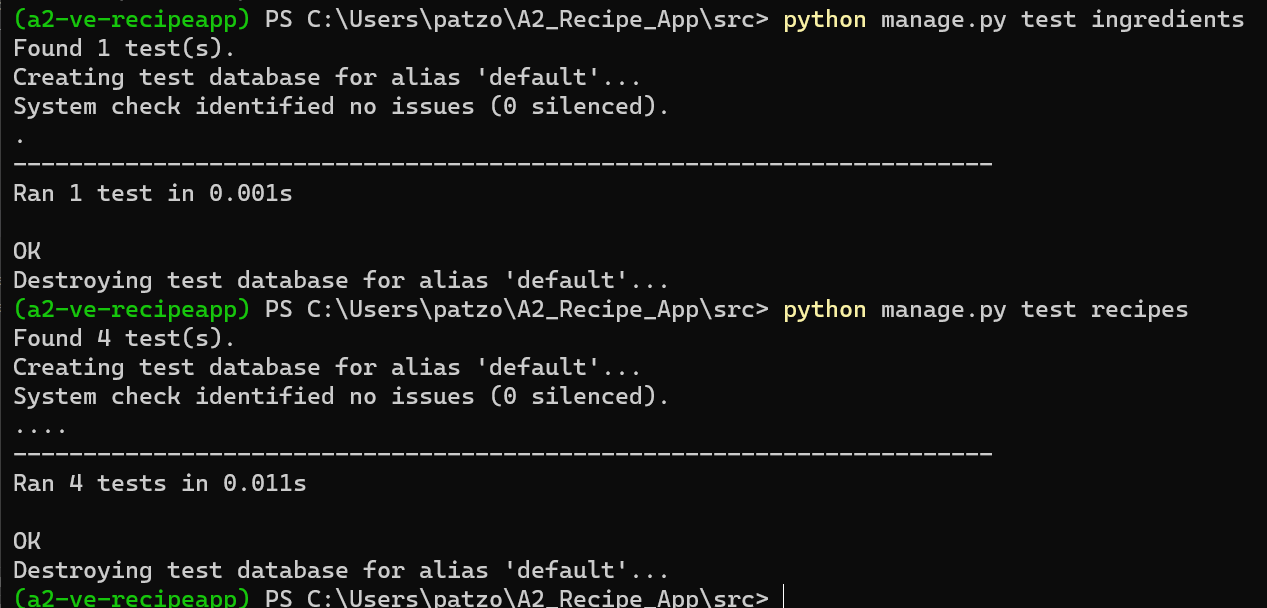 (a2-ve-recipeapp) PS C:\Users\patzo\A2_Recipe_App\src> python manage.py test ingredients
Found 1 test(s).
Creating test database for alias 'default'...
System check identified no issues (0 silenced).
.
----------------------------------------------------------------------
Ran 1 test in 0.001s

OK
Destroying test database for alias 'default'...
(a2-ve-recipeapp) PS C:\Users\patzo\A2_Recipe_App\src> python manage.py test recipes
Found 4 test(s).
Creating test database for alias 'default'...
System check identified no issues (0 silenced).
....
----------------------------------------------------------------------
Ran 4 tests in 0.011s

OK
Destroying test database for alias 'default'...
(a2-ve-recipeapp) PS C:\Users\patzo\A2_Recipe_App\src>